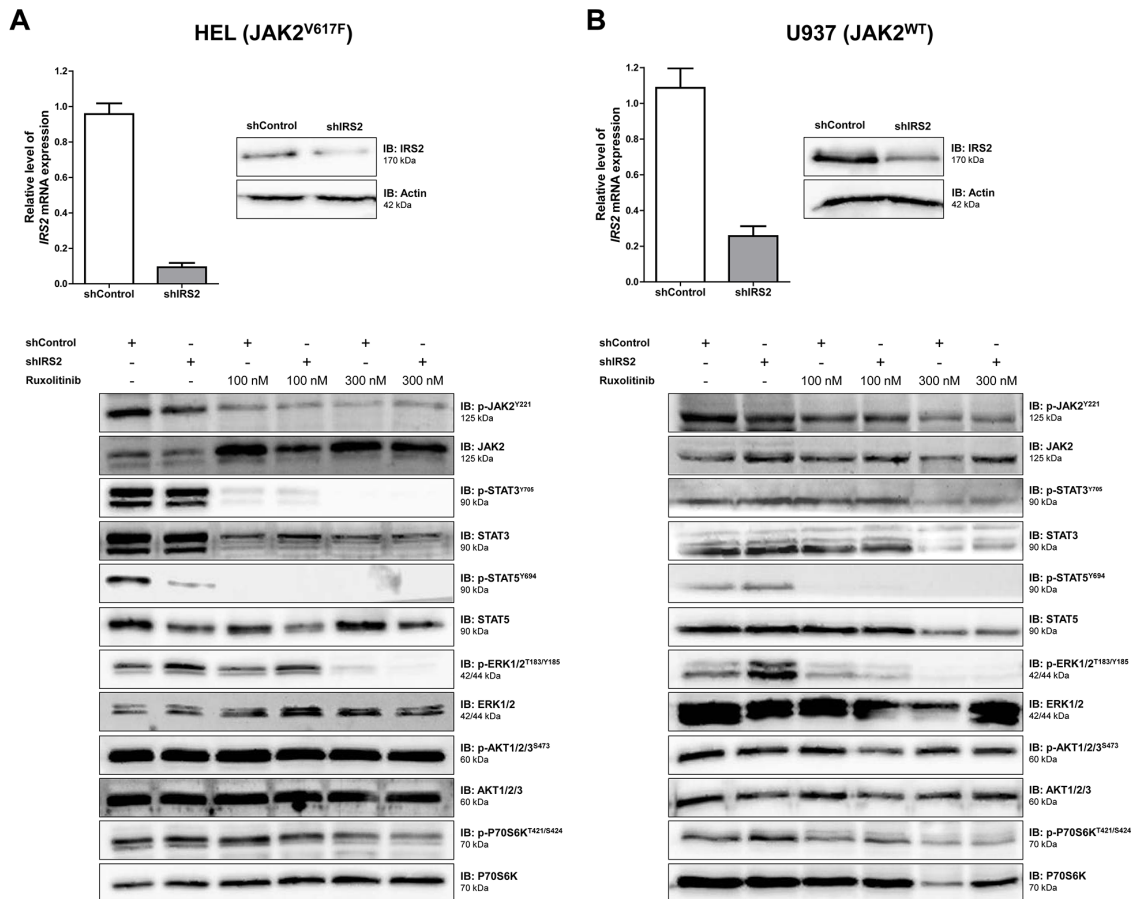 A
HEL (JAK2V617F)
Relative level of
IRS2 mRNA expression
1.2
1.0
0.8
0.6
0.4
0.2
0.0
shControl
shIRS2
shControl shIRS2
IB: IRS2
170 kDa
IB: Actin
42 kDa
shControl + - + - + -
shIRS2 - + - + - +
Ruxolitinib - - 100 nM 100 nM 300 nM 300 nM
IB: p-JAK2Y221
125 kDa
IB: JAK2
125 kDa
IB: p-STAT3Y705
90 kDa
IB: STAT3
90 kDa
IB: p-STAT5Y694
90 kDa
IB: STAT5
90 kDa
IB: p-ERK1/2T183/Y185
42/44 kDa
IB: ERK1/2
42/44 kDa
IB: p-AKT1/2/3S473
60 kDa
IB: AKT1/2/3
60 kDa
IB: p-P70S6KT421/S424
70 kDa
IB: P70S6K
70 kDa
B
U937 (JAK2WT)
Relative level of
IRS2 mRNA expression
1.2
1.0
0.8
0.6
0.4
0.2
0.0
shControl
shIRS2
shControl shIRS2
IB: IRS2
170 kDa
IB: Actin
42 kDa
shControl + - + - + -
shIRS2 - + - + - +
Ruxolitinib - - 100 nM 100 nM 300 nM 300 nM
IB: p-JAK2Y221
125 kDa
IB: JAK2
125 kDa
IB: p-STAT3Y705
90 kDa
IB: STAT3
90 kDa
IB: p-STAT5Y694
90 kDa
IB: STAT5
90 kDa
IB: p-ERK1/2T183/Y185
42/44 kDa
IB: ERK1/2
42/44 kDa
IB: p-AKT1/2/3S473
60 kDa
IB: AKT1/2/3
60 kDa
IB: p-P70S6KT421/S424
70 kDa
IB: P70S6K
70 kDa